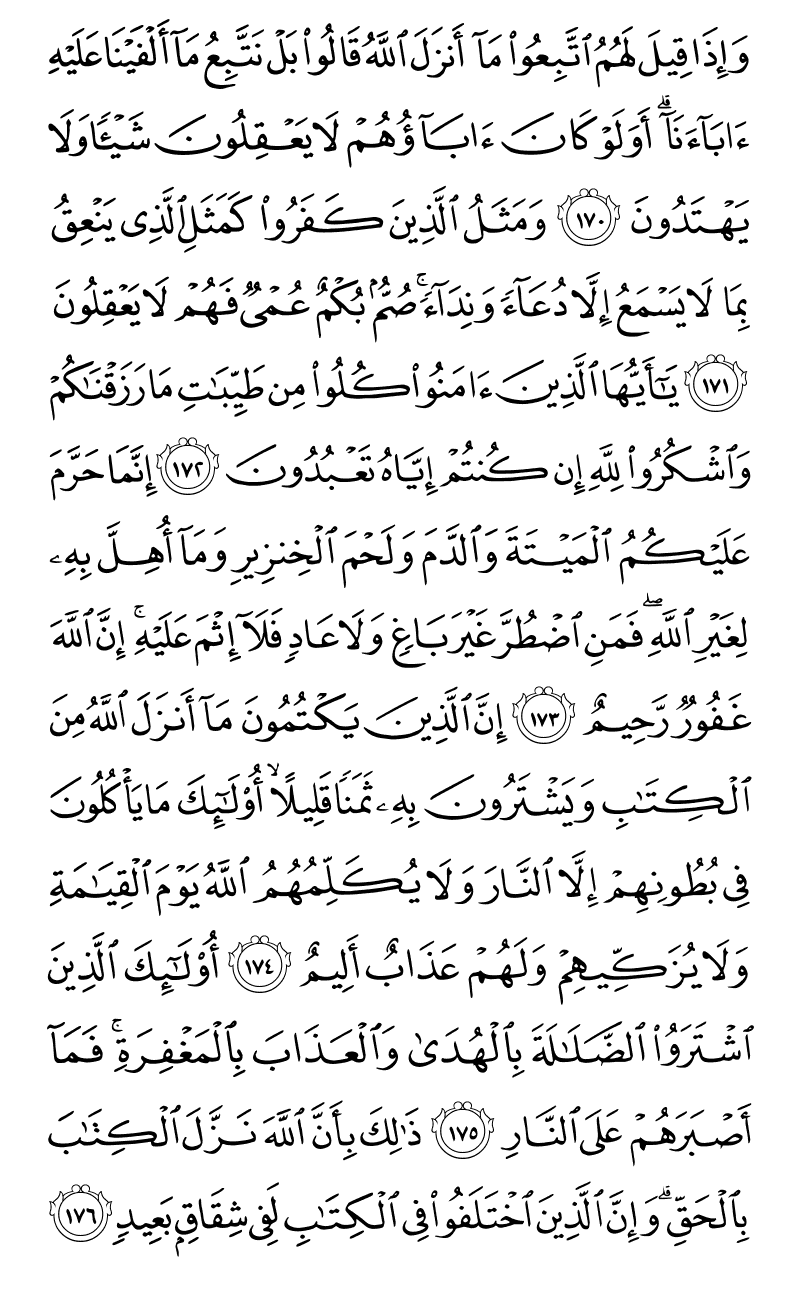 وَإِذَا قِيلَ لَهُمُ ٱتَّبِعُوا۟ مَآ أَنزَلَ ٱللَّهُ قَالُوا۟ بَلْ نَتَّبِعُ مَآ أَلْفَيْنَا عَلَيْهِ
ءَابَآءَنَآ ۗ أَوَلَوْ كَانَ ءَابَآؤُهُمْ لَا يَعْقِلُونَ شَيْـًٔا وَلَا
يَهْتَدُونَ ١٧٠ وَمَثَلُ ٱلَّذِينَ كَفَرُوا۟ كَمَثَلِ ٱلَّذِى يَنْعِقُ
بِمَا لَا يَسْمَعُ إِلَّا دُعَآءً وَنِدَآءً ۚ صُمٌّۢ بُكْمٌ عُمْىٌ فَهُمْ لَا يَعْقِلُونَ
١٧١ يَـٰٓأَيُّهَا ٱلَّذِينَ ءَامَنُوا۟ كُلُوا۟ مِن طَيِّبَـٰتِ مَا رَزَقْنَـٰكُمْ
وَٱشْكُرُوا۟ لِلَّهِ إِن كُنتُمْ إِيَّاهُ تَعْبُدُونَ ١٧٢ إِنَّمَا حَرَّمَ
عَلَيْكُمُ ٱلْمَيْتَةَ وَٱلدَّمَ وَلَحْمَ ٱلْخِنزِيرِ وَمَآ أُهِلَّ بِهِۦ
لِغَيْرِ ٱللَّهِ ۖ فَمَنِ ٱضْطُرَّ غَيْرَ بَاغٍ وَلَا عَادٍ فَلَآ إِثْمَ عَلَيْهِ ۚ إِنَّ ٱللَّهَ
غَفُورٌ رَّحِيمٌ ١٧٣ إِنَّ ٱلَّذِينَ يَكْتُمُونَ مَآ أَنزَلَ ٱللَّهُ مِنَ
ٱلْكِتَـٰبِ وَيَشْتَرُونَ بِهِۦ ثَمَنًا قَلِيلًا ۙ أُو۟لَـٰٓئِكَ مَا يَأْكُلُونَ
فِى بُطُونِهِمْ إِلَّا ٱلنَّارَ وَلَا يُكَلِّمُهُمُ ٱللَّهُ يَوْمَ ٱلْقِيَـٰمَةِ
وَلَا يُزَكِّيهِمْ وَلَهُمْ عَذَابٌ أَلِيمٌ ١٧٤ أُو۟لَـٰٓئِكَ ٱلَّذِينَ
ٱشْتَرَوُا۟ ٱلضَّلَـٰلَةَ بِٱلْهُدَىٰ وَٱلْعَذَابَ بِٱلْمَغْفِرَةِ ۚ فَمَآ
أَصْبَرَهُمْ عَلَى ٱلنَّارِ ١٧٥ ذَٰلِكَ بِأَنَّ ٱللَّهَ نَزَّلَ ٱلْكِتَـٰبَ
بِٱلْحَقِّ ۗ وَإِنَّ ٱلَّذِينَ ٱخْتَلَفُوا۟ فِى ٱلْكِتَـٰبِ لَفِى شِقَاقٍۭ بَعِيدٍ ١٧٦